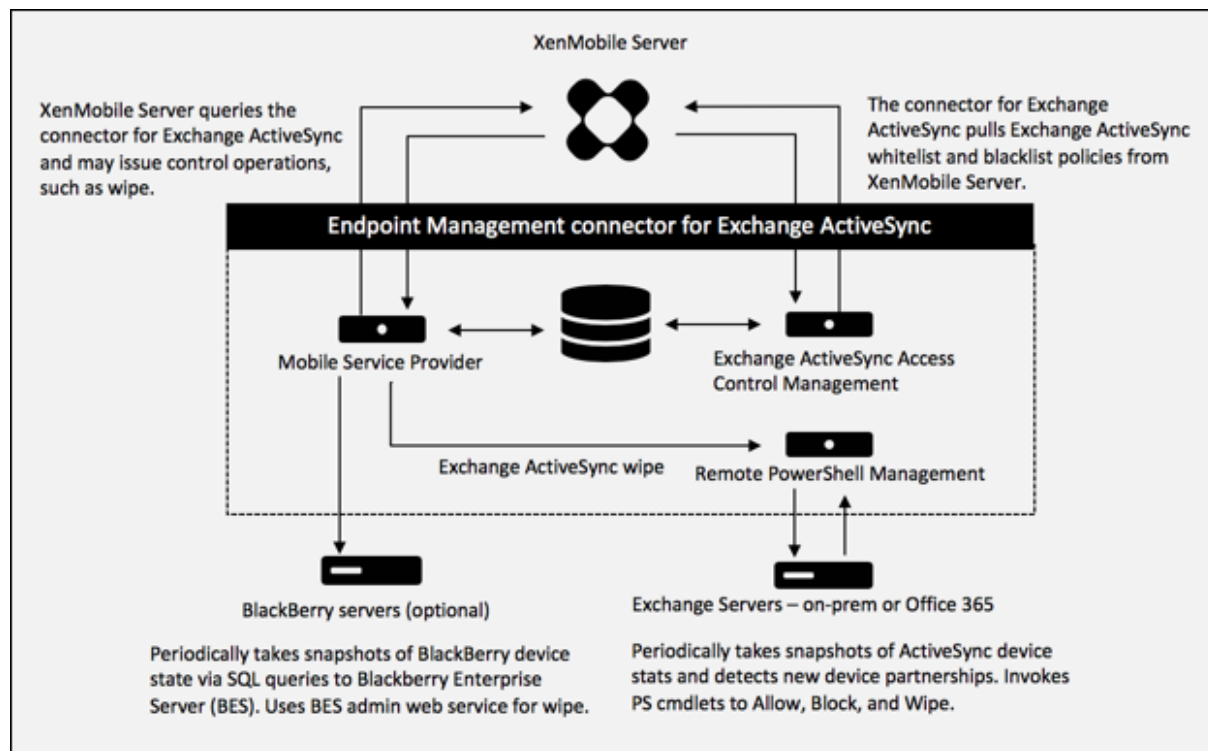 XenMobile Server
XenMobile Server queries the
connector for Exchange ActiveSync
and may issue control operations,
such as wipe.
The connector for Exchange
ActiveSync pulls Exchange ActiveSync
whitelist and blacklist policies from
XenMobile Server.
Endpoint Management connector for Exchange ActiveSync
Mobile Service Provider
Exchange ActiveSync Access
Control Management
Exchange ActiveSync wipe
Remote PowerShell Management
BlackBerry servers (optional)
Periodically takes snapshots of BlackBerry device
state via SQL queries to Blackberry Enterprise
Server (BES). Uses BES admin web service for wipe.
Exchange Servers – on-prem or Office 365
Periodically takes snapshots of ActiveSync device
stats and detects new device partnerships. Invokes
PS cmdlets to Allow, Block, and Wipe.